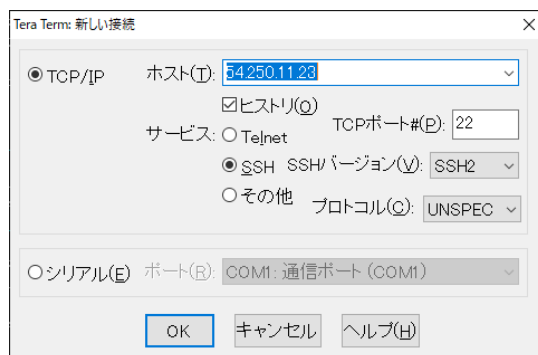 Tera Term: 新しい接続
TCP/IP
ホスト(T): 54.250.11.23
ヒストリ(O)
サービス: Telnet
TCPポート#(P): 22
SSH
SSHバージョン(V): SSH2
その他
プロトコル(C): UNSPEC
シリアル(E)
ポート(R): COM1: 通信ポート (COM1)
OK
キャンセル
ヘルプ(H)